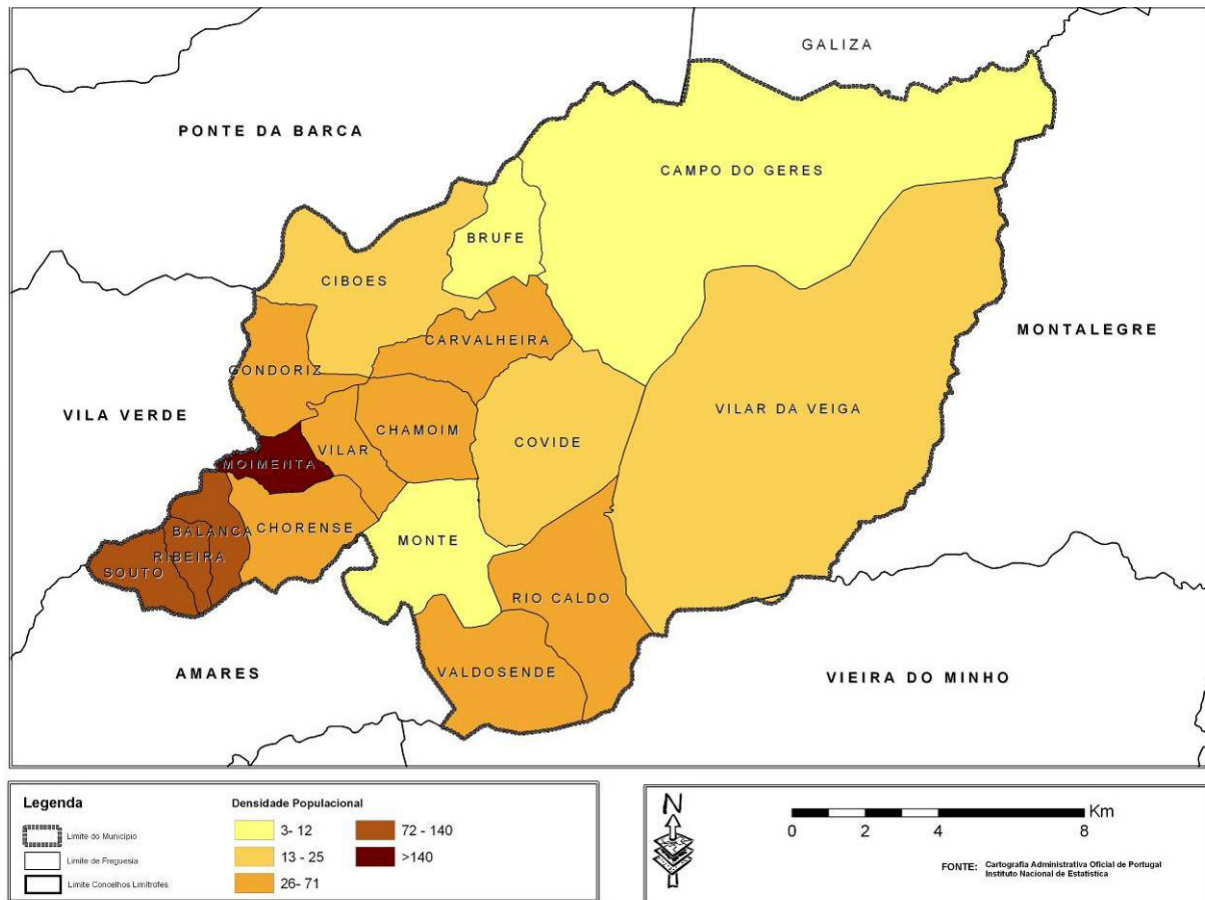 GALIZA
PONTE DA BARCA
CAMPO DO GERES
BRUFE
CIBOES
MONTALEGRE
CARVALHEIRA
GONDORIZ
VILAR DA VEIGA
VILA VERDE
CHAMOIM
COVIDE
VILAR
MOIMENTA
CHORENSE
BALANCA
MONTE
RIBEIRA
SOUTO
RIO CALDO
AMARES
VALDOSENDE
VIEIRA DO MINHO
Legenda
Limite do Município
Limite de Freguesia
Limite Concelhos Limítrofes
Densidade Populacional
3- 12
13 - 25
26- 71
72 - 140
>140
N
Km
0 2 4 8
FONTE: Cartografia Administrativa Oficial de Portugal
Instituto Nacional de Estatística